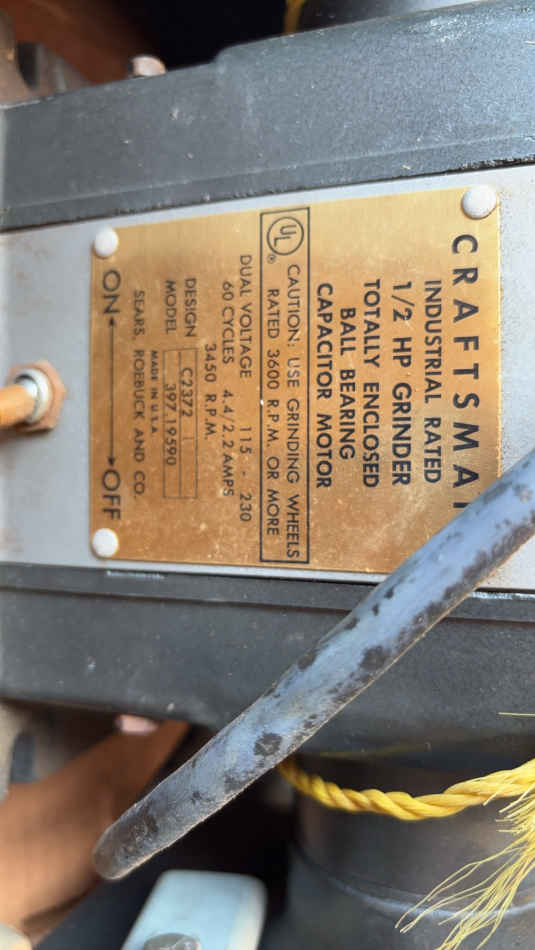 CRAFTSMA
INDUSTRIAL RATED
1/2 HP GRINDER
TOTALLY ENCLOSED
BALL BEARING
CAPACITOR MOTOR
UL ®
CAUTION: USE GRINDING WHEELS
RATED 3600 R.P.M. OR MORE
DUAL VOLTAGE 115 - 230
60 CYCLES 4.4/2.2 AMPS
3450 R.P.M.
DESIGN C2372
MODEL 397.19590
MADE IN U.S.A.
SEARS, ROEBUCK AND CO.
ON OFF